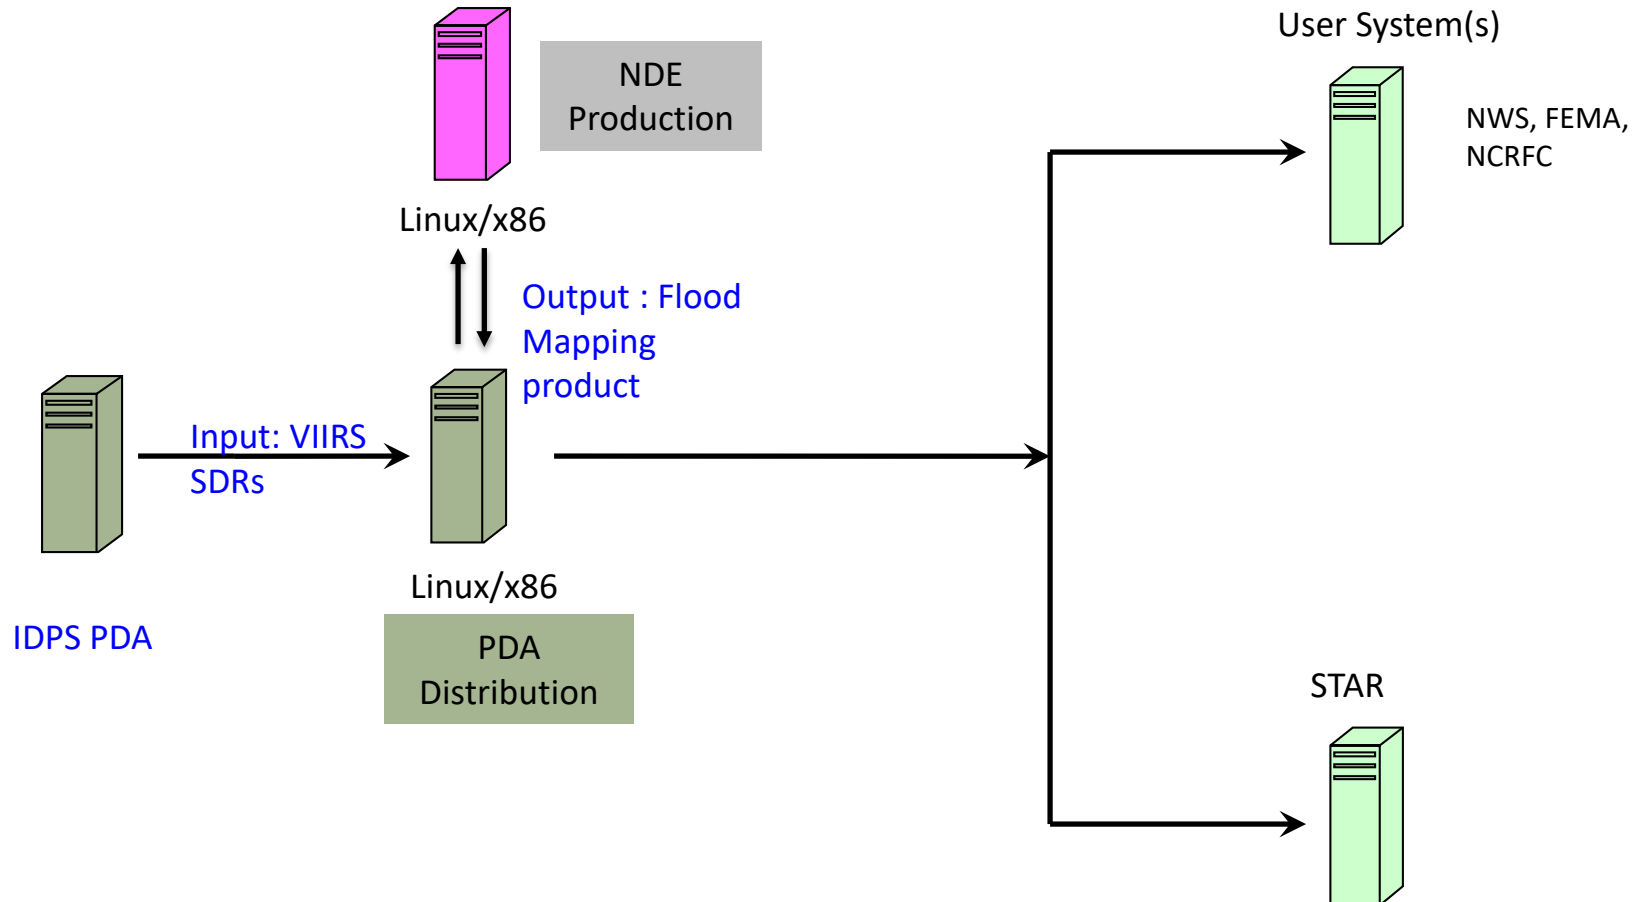 User System(s)
NDE
Production
NWS, FEMA,
NCRFC
Linux/x86
Output : Flood
Mapping
product
Input: VIIRS
SDRs
Linux/x86
IDPS PDA
PDA
Distribution
STAR